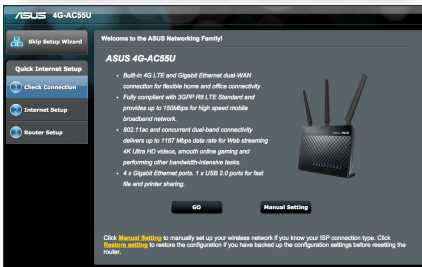 ASUS 4G-AC55U
Skip Setup Wizard
Quick Internet Setup
Check Connection
Internet Setup
Router Setup
Welcome to the ASUS Networking Family!
ASUS 4G-AC55U
• Built-in 4G LTE and Gigabit Ethernet dual-WAN
connection for flexible home and office connectivity
• Fully compliant with 3GPP R8 LTE Standard and
provides up to 150Mbps for high speed mobile
broadband network.
• 802.11ac and concurrent dual-band connectivity
delivers up to 1167 Mbps data rate for Web streaming
4K Ultra HD videos, smooth online gaming and
performing other bandwidth-intensive tasks.
• 4 x Gigabit Ethernet ports. 1 x USB 2.0 ports for fast
file and printer sharing.
GO Manual Setting
Click Manual Setting to manually set up your wireless network if you know your ISP connection type. Click
Restore setting to restore the configuration if you have backed up the configuration settings before resetting the
router.